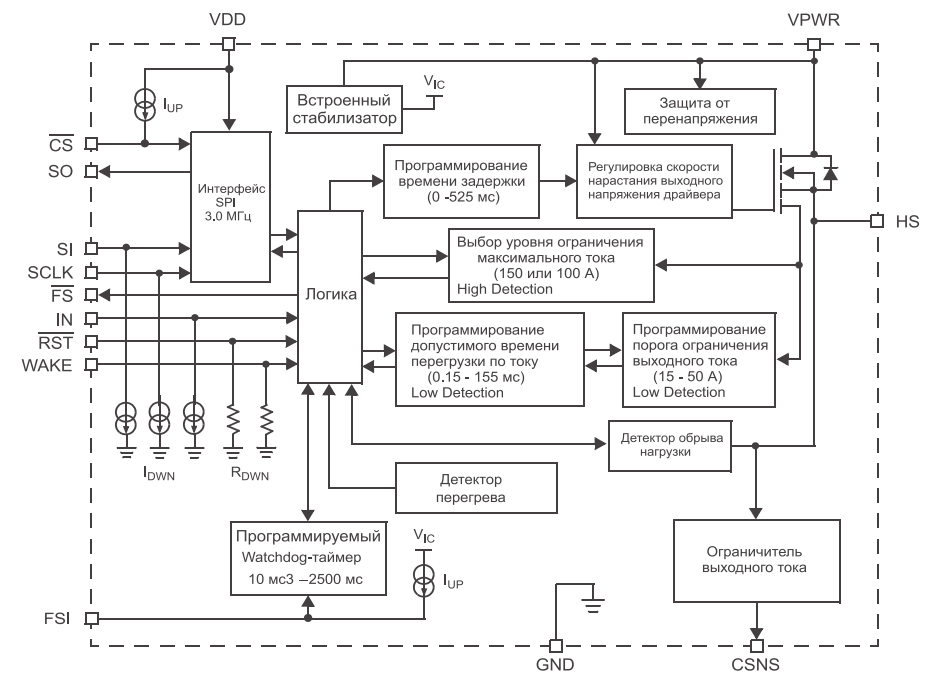 VDD
VPWR
IUP
VIC
Встроенный
стабилизатор
Защита от
перенапряжения
CS
SO
Интерфейс
SPI
3.0 МГц
Программирование
времени задержки
(0 -525 мс)
Регулировка скорости
нарастания выходного
напряжения драйвера
HS
SI
SCLK
FS
IN
RST
WAKE
Логика
Выбор уровня ограничения
максимального тока
(150 или 100 А)
High Detection
Программирование
допустимого времени
перегрузки по току
(0.15 - 155 мс)
Low Detection
Программирование
порога ограничения
выходного тока
(15 - 50 А)
Low Detection
IDWN
RDWN
Детектор обрыва
нагрузки
Детектор
перегрева
Программируемый
Watchdog-таймер
10 мс3 –2500 мс
VIC
IUP
Ограничитель
выходного тока
FSI
GND
CSNS